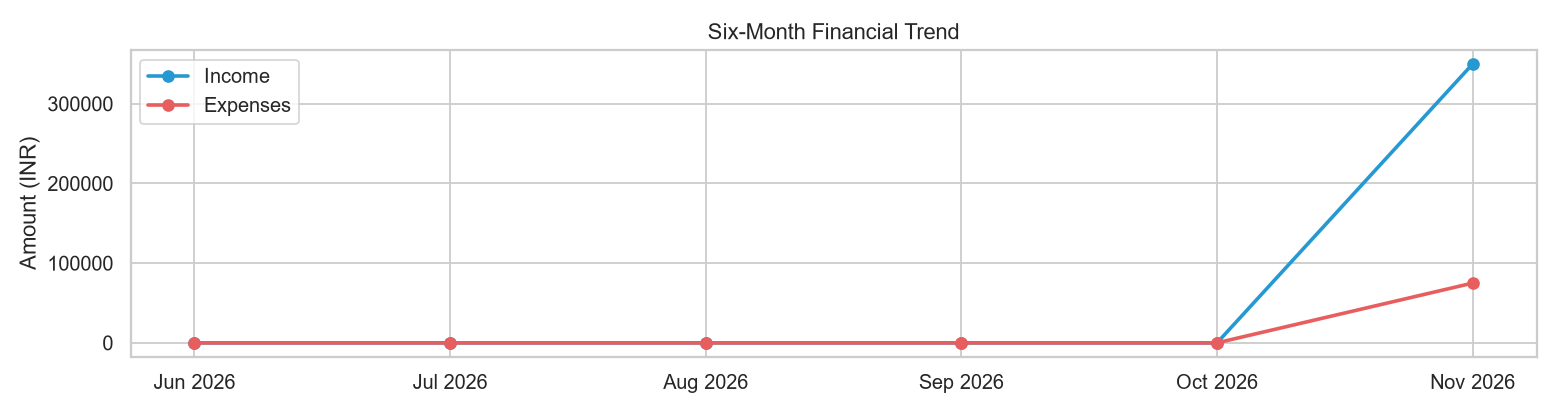 Six-Month Financial Trend
Income
Expenses
Amount (INR)
300000
200000
100000
0
Jun 2026 Jul 2026 Aug 2026 Sep 2026 Oct 2026 Nov 2026